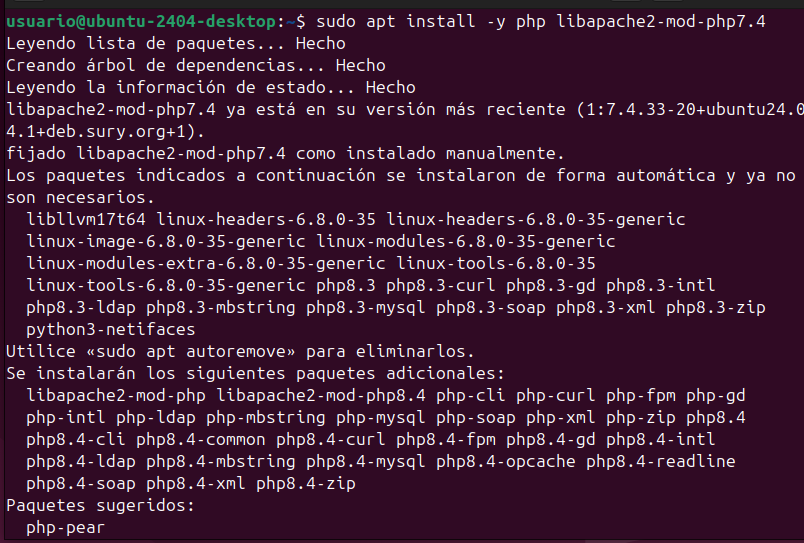 usuario@ubuntu-2404-desktop:~$ sudo apt install -y php libapache2-mod-php7.4
Leyendo lista de paquetes... Hecho
Creando árbol de dependencias... Hecho
Leyendo la información de estado... Hecho
libapache2-mod-php7.4 ya está en su versión más reciente (1:7.4.33-20+ubuntu24.0
4.1+deb.sury.org+1).
fijado libapache2-mod-php7.4 como instalado manualmente.
Los paquetes indicados a continuación se instalaron de forma automática y ya no
son necesarios.
  libllvm17t64 linux-headers-6.8.0-35 linux-headers-6.8.0-35-generic
  linux-image-6.8.0-35-generic linux-modules-6.8.0-35-generic
  linux-modules-extra-6.8.0-35-generic linux-tools-6.8.0-35
  linux-tools-6.8.0-35-generic php8.3 php8.3-curl php8.3-gd php8.3-intl
  php8.3-ldap php8.3-mbstring php8.3-mysql php8.3-soap php8.3-xml php8.3-zip
  python3-netifaces
Utilice «sudo apt autoremove» para eliminarlos.
Se instalarán los siguientes paquetes adicionales:
  libapache2-mod-php libapache2-mod-php8.4 php-cli php-curl php-fpm php-gd
  php-intl php-ldap php-mbstring php-mysql php-soap php-xml php-zip php8.4
  php8.4-cli php8.4-common php8.4-curl php8.4-fpm php8.4-gd php8.4-intl
  php8.4-ldap php8.4-mbstring php8.4-mysql php8.4-opcache php8.4-readline
  php8.4-soap php8.4-xml php8.4-zip
Paquetes sugeridos:
  php-pear